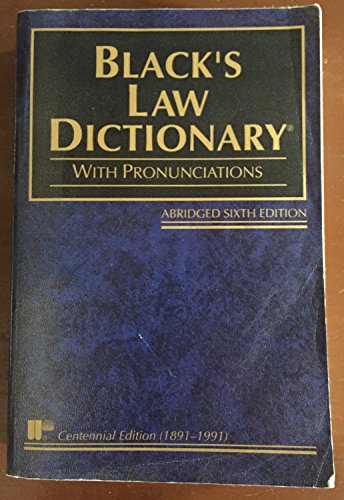 BLACK'S
LAW
DICTIONARY®
WITH PRONUNCIATIONS
ABRIDGED SIXTH EDITION
Centennial Edition (1891–1991)